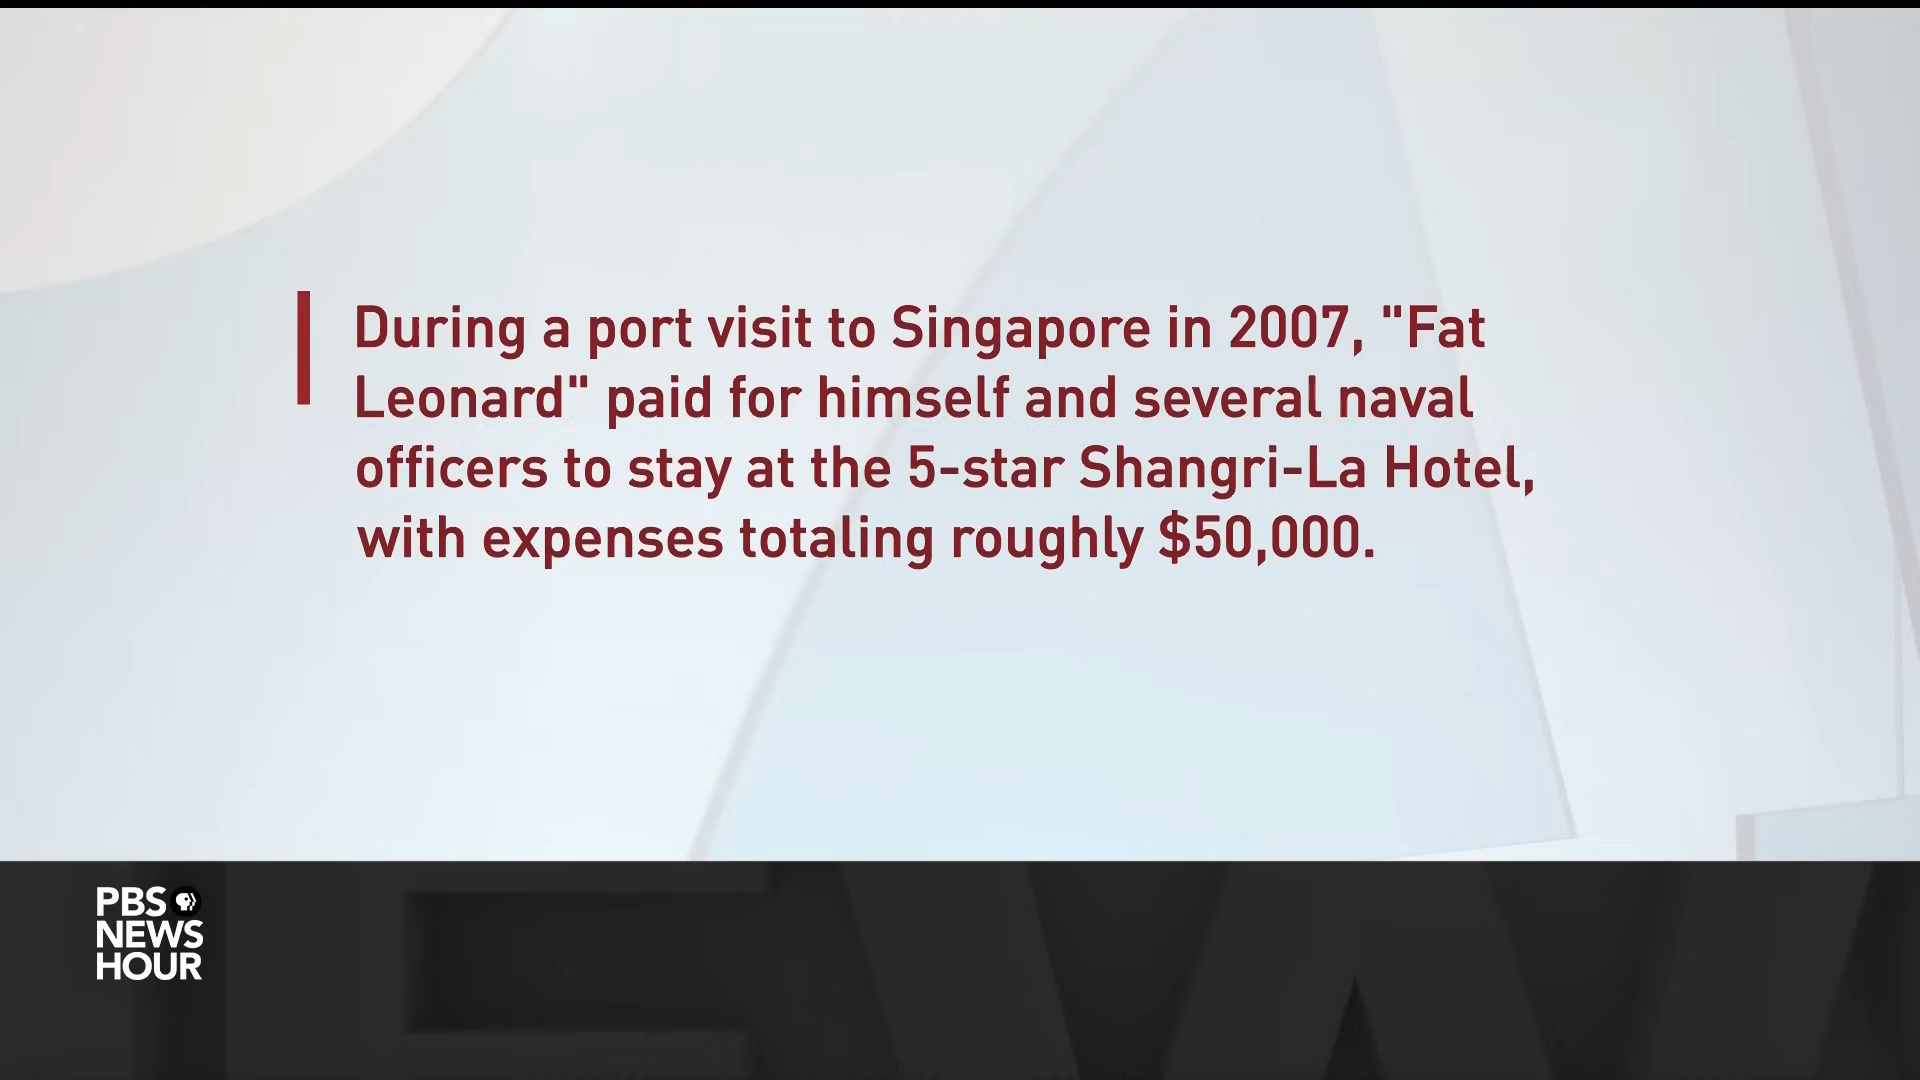 During a port visit to Singapore in 2007, "Fat
Leonard" paid for himself and several naval
officers to stay at the 5-star Shangri-La Hotel,
with expenses totaling roughly $50,000.
PBS
NEWS
HOUR